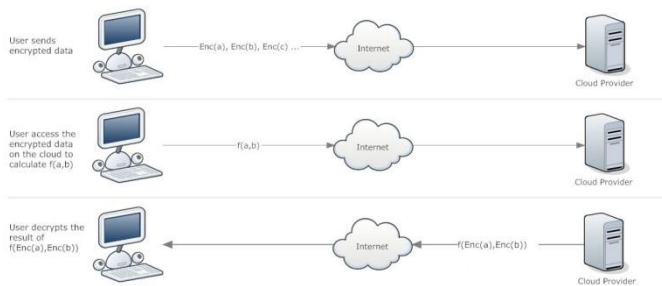 User sends
encrypted data
Enc(a), Enc(b), Enc(c) ...
Internet
Cloud Provider
User access the
encrypted data
on the cloud to
calculate f(a,b)
f(a,b)
Internet
Cloud Provider
User decrypts the
result of
f(Enc(a),Enc(b))
Internet
f(Enc(a),Enc(b))
Cloud Provider